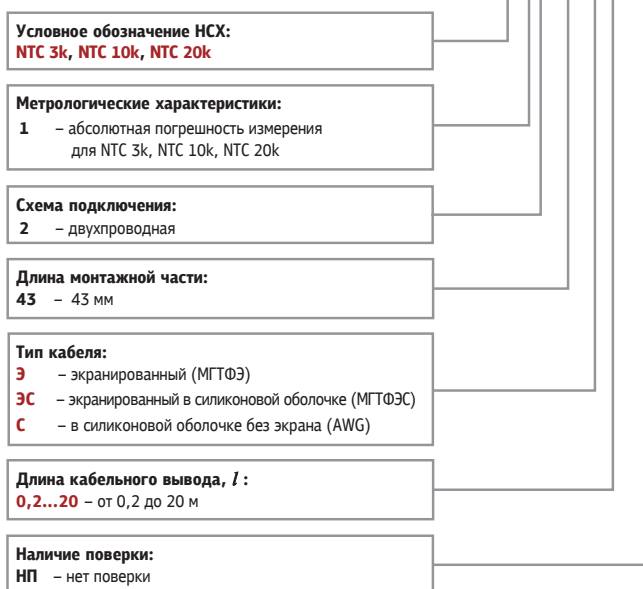 Условное обозначение НСХ:
NTC 3k, NTC 10k, NTC 20k
Метрологические характеристики:
1 – абсолютная погрешность измерения
для NTC 3k, NTC 10k, NTC 20k
Схема подключения:
2 – двухпроводная
Длина монтажной части:
43 – 43 мм
Тип кабеля:
Э – экранированный (МГТФЭ)
ЭС – экранированный в силиконовой оболочке (МГТФЭС)
С – в силиконовой оболочке без экрана (AWG)
Длина кабельного вывода, l :
0,2...20 – от 0,2 до 20 м
Наличие поверки:
НП – нет поверки